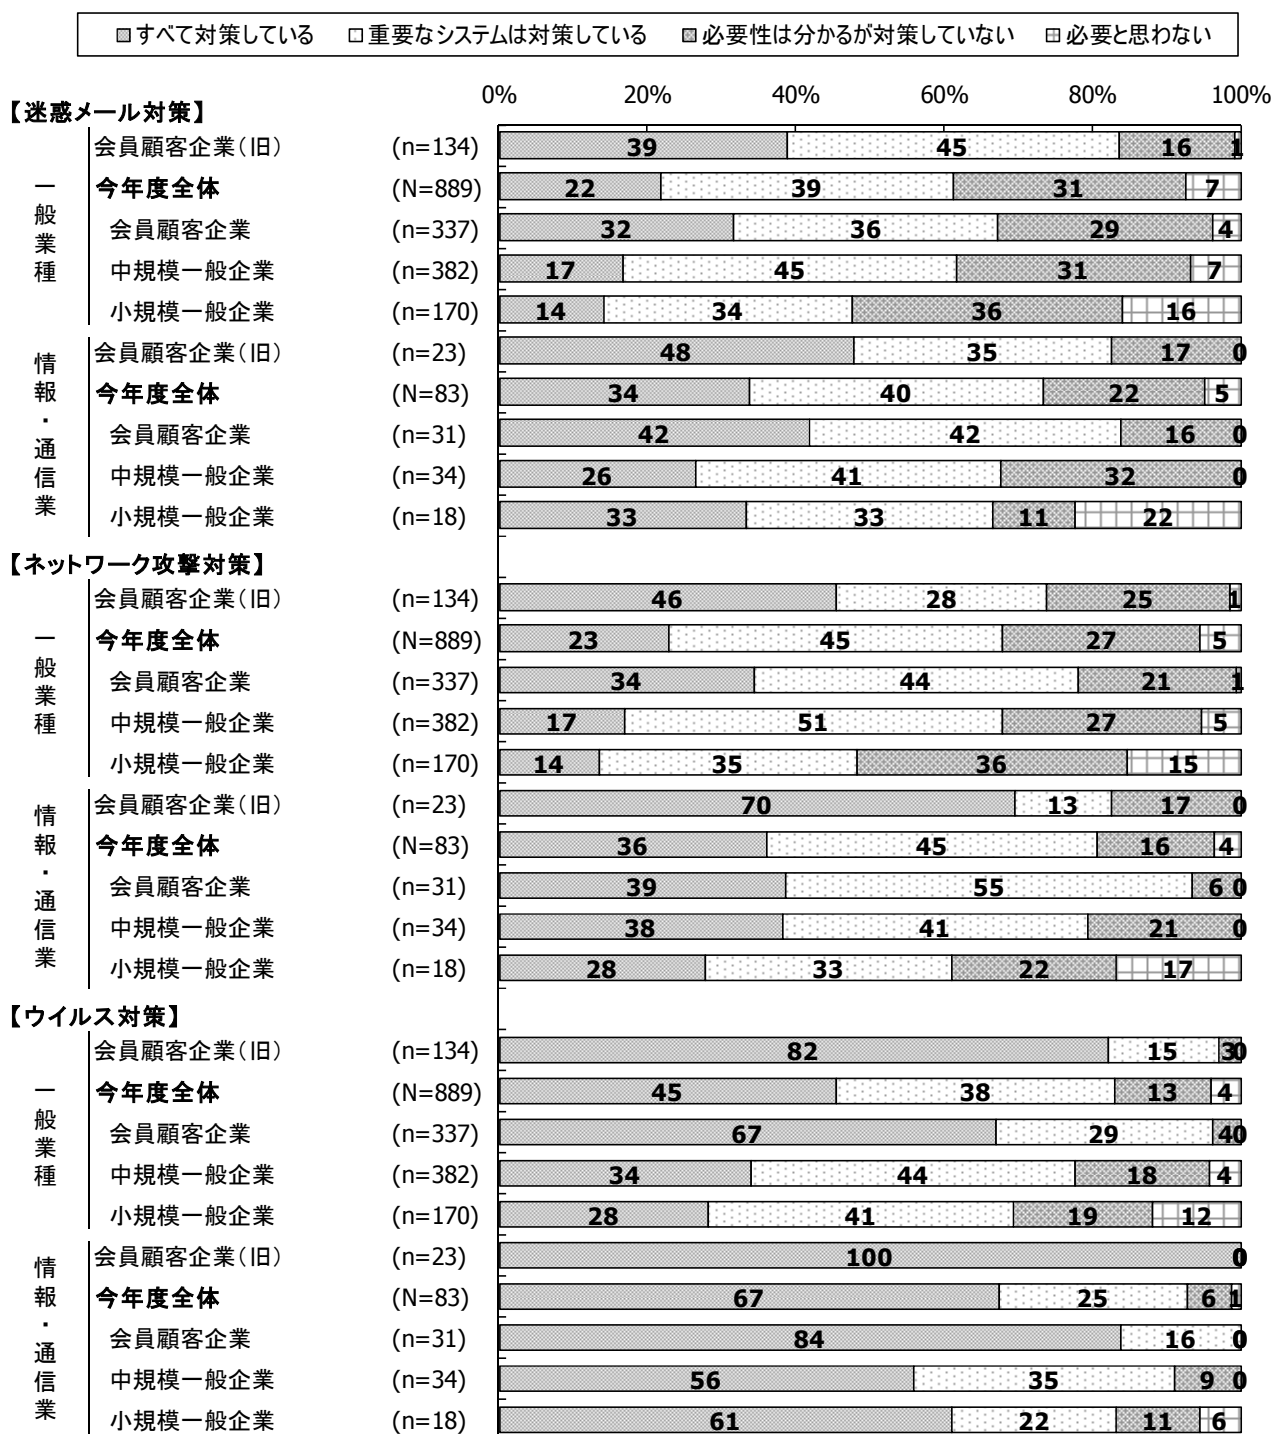 すべて対策している 重要なシステムは対策している 必要性は分かるが対策していない 必要と思わない
0% 20% 40% 60% 80% 100%
【迷惑メール対策】
一般業種
会員顧客企業(旧) (n=134) 39 45 16 1
今年度全体 (N=889) 22 39 31 7
会員顧客企業 (n=337) 32 36 29 4
中規模一般企業 (n=382) 17 45 31 7
小規模一般企業 (n=170) 14 34 36 16
情報・通信業
会員顧客企業(旧) (n=23) 48 35 17 0
今年度全体 (N=83) 34 40 22 5
会員顧客企業 (n=31) 42 42 16 0
中規模一般企業 (n=34) 26 41 32 0
小規模一般企業 (n=18) 33 33 11 22
【ネットワーク攻撃対策】
一般業種
会員顧客企業(旧) (n=134) 46 28 25 1
今年度全体 (N=889) 23 45 27 5
会員顧客企業 (n=337) 34 44 21 1
中規模一般企業 (n=382) 17 51 27 5
小規模一般企業 (n=170) 14 35 36 15
情報・通信業
会員顧客企業(旧) (n=23) 70 13 17 0
今年度全体 (N=83) 36 45 16 4
会員顧客企業 (n=31) 39 55 6 0
中規模一般企業 (n=34) 38 41 21 0
小規模一般企業 (n=18) 28 33 22 17
【ウイルス対策】
一般業種
会員顧客企業(旧) (n=134) 82 15 3 0
今年度全体 (N=889) 45 38 13 4
会員顧客企業 (n=337) 67 29 4 0
中規模一般企業 (n=382) 34 44 18 4
小規模一般企業 (n=170) 28 41 19 12
情報・通信業
会員顧客企業(旧) (n=23) 100 0
今年度全体 (N=83) 67 25 6 1
会員顧客企業 (n=31) 84 16 0
中規模一般企業 (n=34) 56 35 9 0
小規模一般企業 (n=18) 61 22 11 6